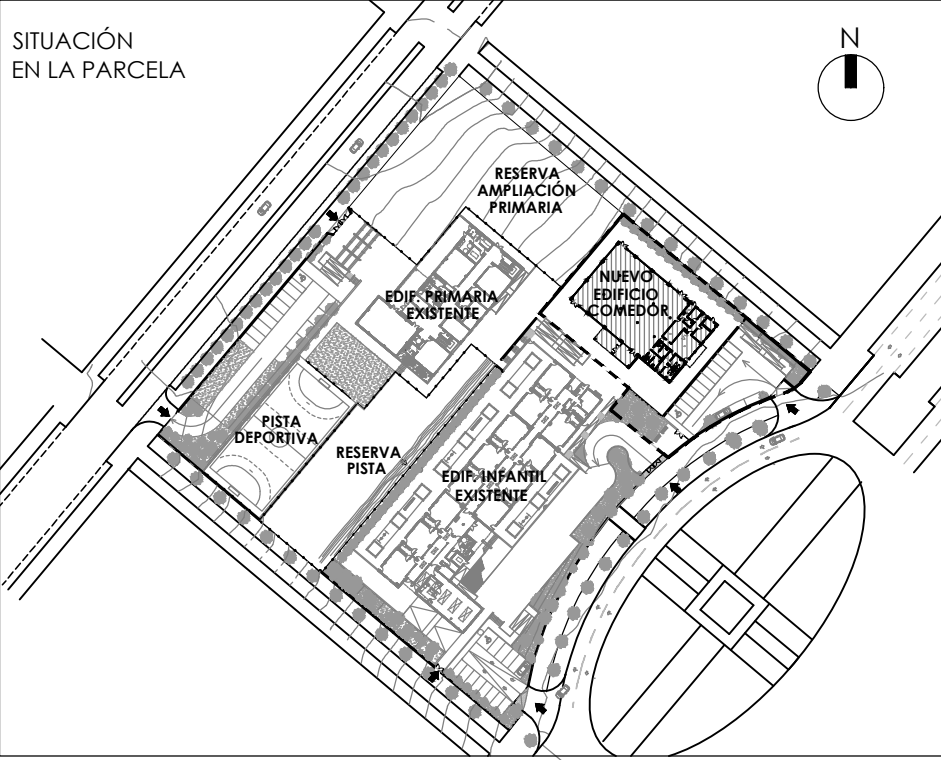 SITUACIÓN
EN LA PARCELA
N
RESERVA
AMPLIACIÓN
PRIMARIA
NUEVO
EDIFICIO
COMEDOR
EDIF. PRIMARIA
EXISTENTE
PISTA
DEPORTIVA
RESERVA
PISTA
EDIF. INFANTIL
EXISTENTE